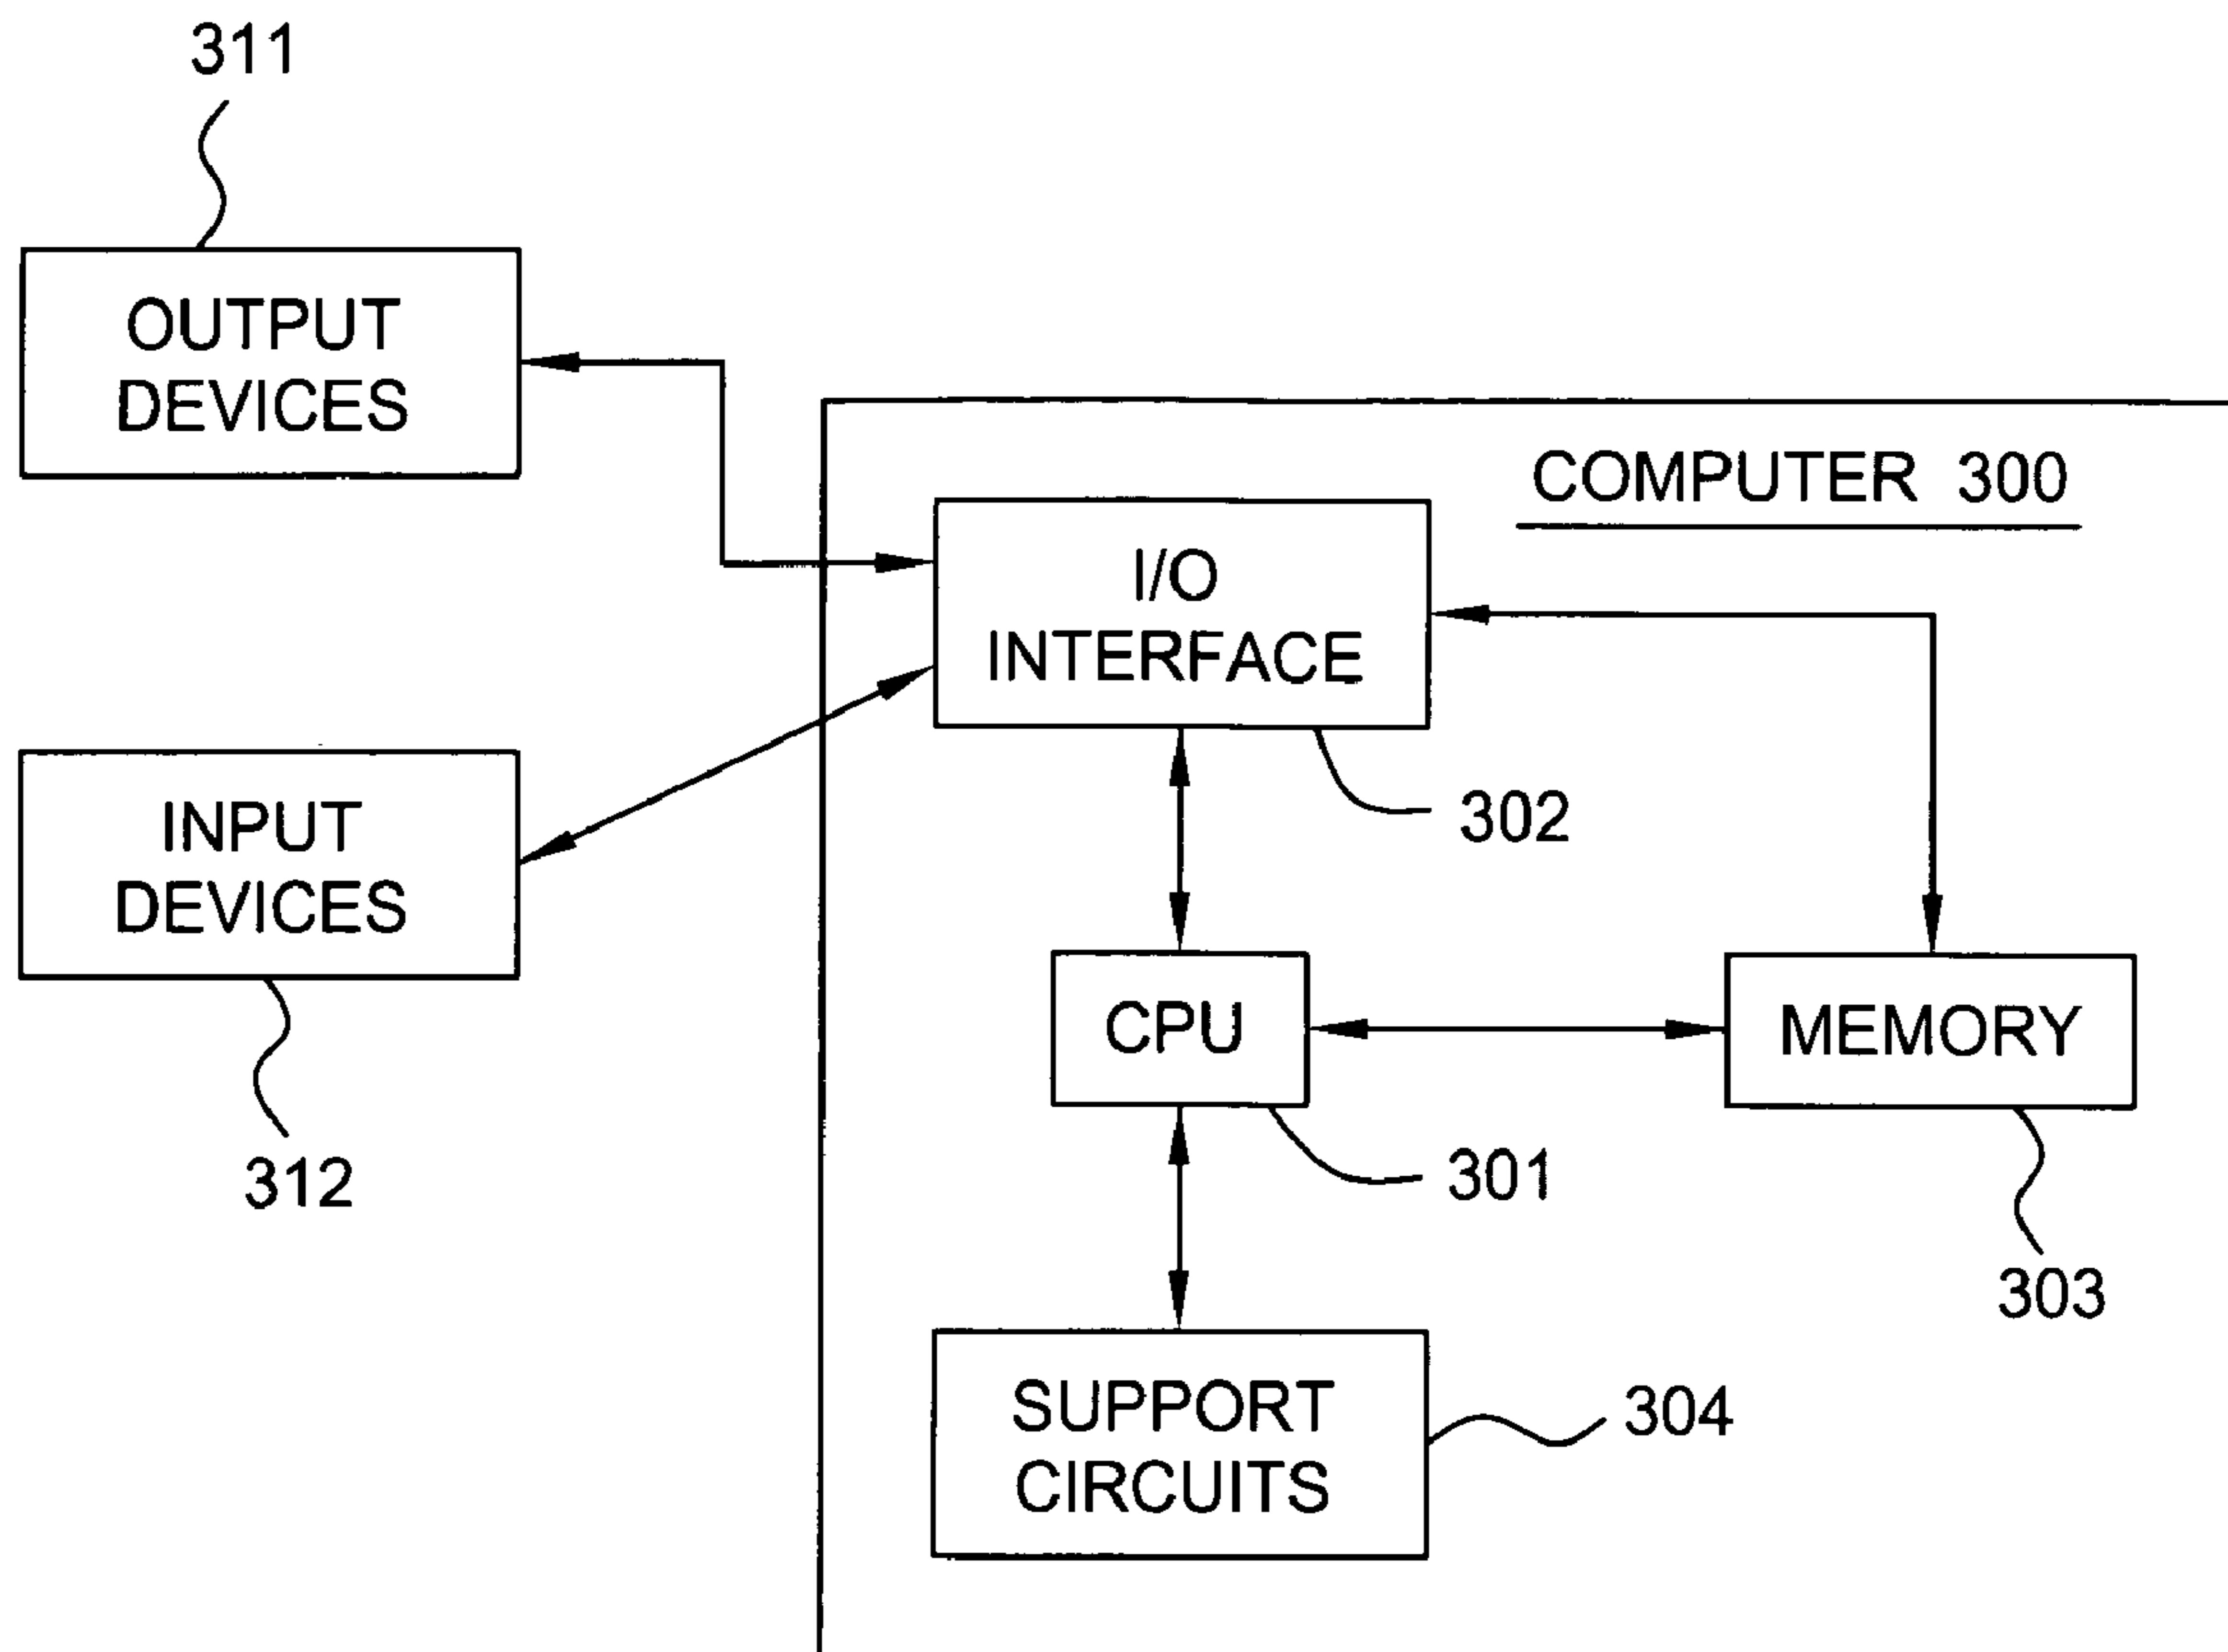 311
OUTPUT
DEVICES
COMPUTER 300
I/O
INTERFACE
302
INPUT
DEVICES
312
CPU
301
MEMORY
303
SUPPORT
CIRCUITS
304